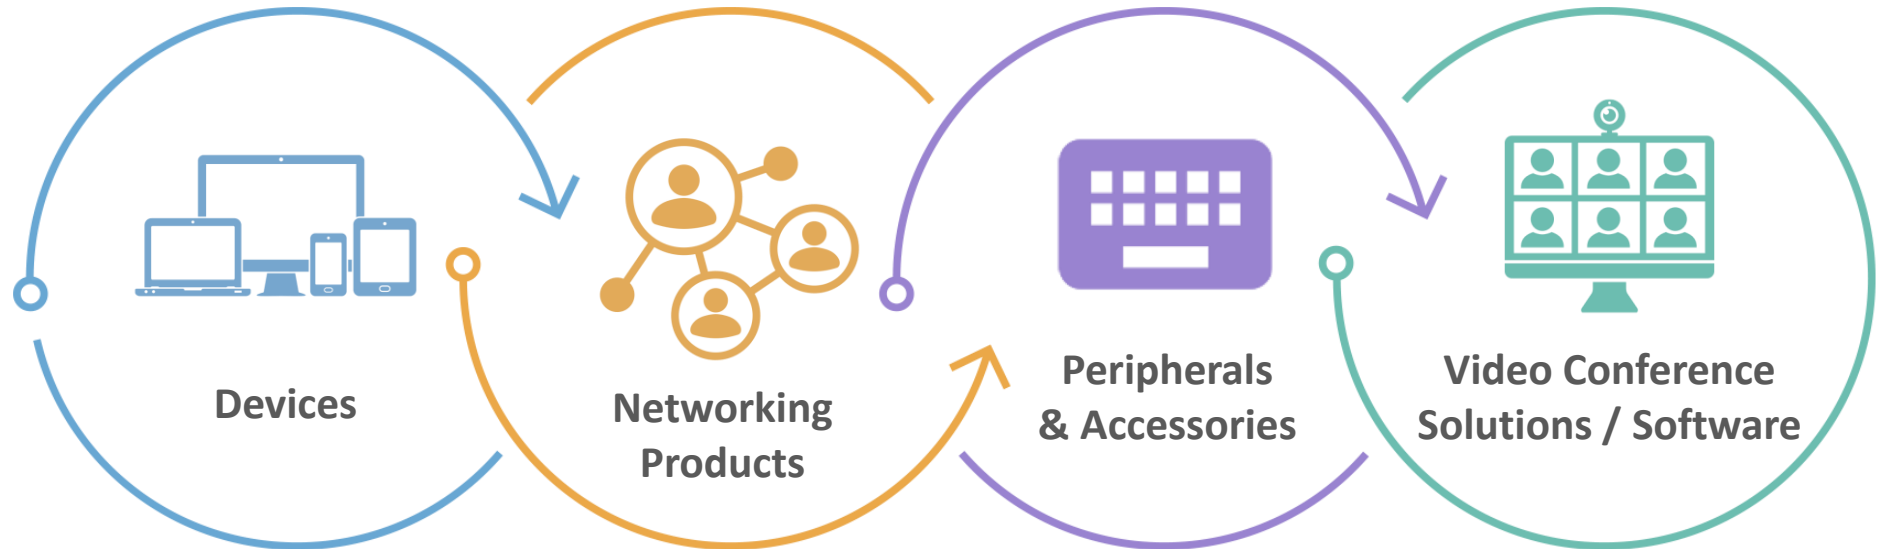 Devices
Networking
Products
Peripherals
& Accessories
Video Conference
Solutions / Software